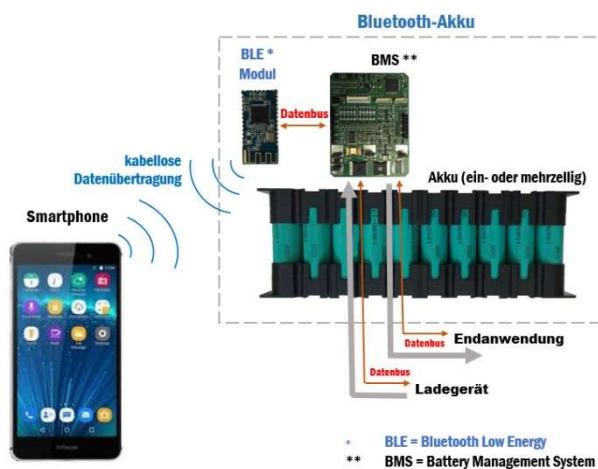 Bluetooth-Akku
BLE *
Modul
BMS **
Datenbus
kabellose
Datenübertragung
Akku (ein- oder mehrzellig)
Smartphone
Endanwendung
Datenbus
Datenbus
Ladegerät
* BLE = Bluetooth Low Energy
** BMS = Battery Management System